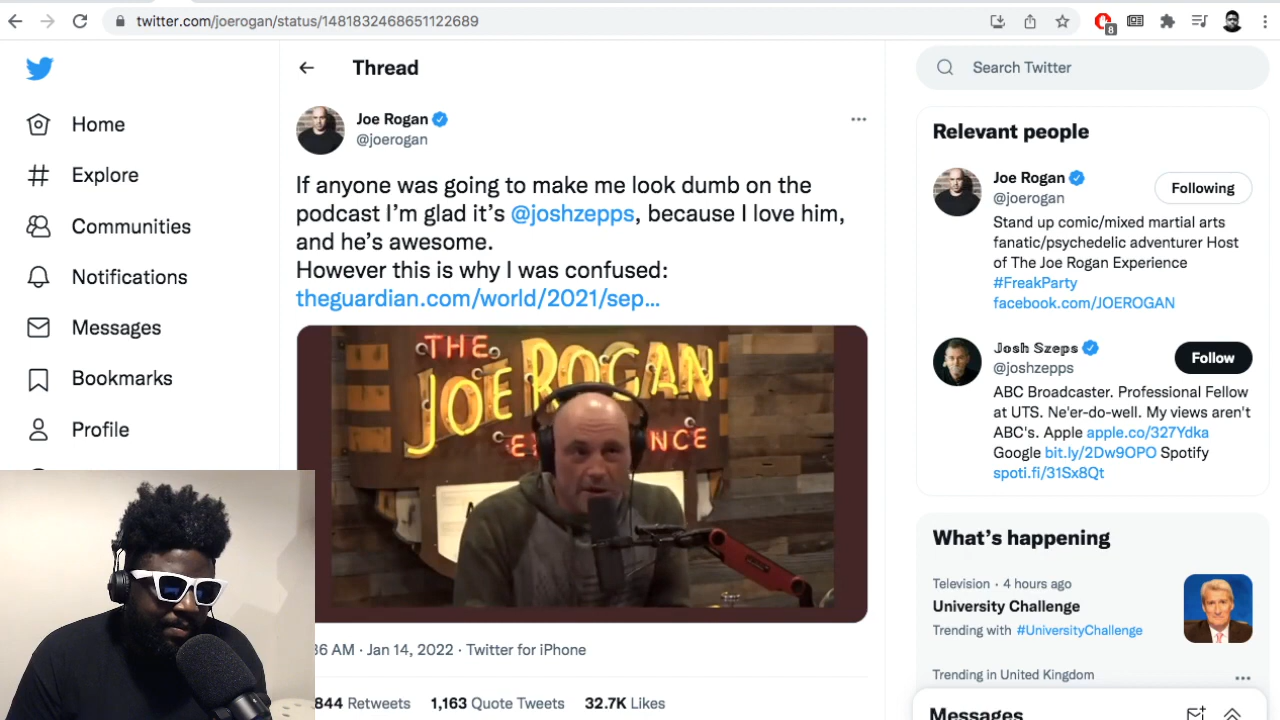 twitter.com/joerogan/status/1481832468651122689
8
Home
Explore
Communities
Notifications
Messages
Bookmarks
Profile
Thread
Joe Rogan
@joerogan
If anyone was going to make me look dumb on the
podcast I’m glad it’s @joshzepps, because I love him,
and he’s awesome.
However this is why I was confused:
theguardian.com/world/2021/sep...
THE
JOE ROGAN
NCE
AM · Jan 14, 2022 · Twitter for iPhone
844 Retweets 1,163 Quote Tweets 32.7K Likes
Search Twitter
Relevant people
Joe Rogan
@joerogan
Following
Stand up comic/mixed martial arts
fanatic/psychedelic adventurer Host
of The Joe Rogan Experience
#FreakParty
facebook.com/JOEROGAN
Josh Szeps
@joshzepps
Follow
ABC Broadcaster. Professional Fellow
at UTS. Ne'er-do-well. My views aren't
ABC's. Apple apple.co/327Ydka
Google bit.ly/2Dw9OPO Spotify
spoti.fi/31Sx8Qt
What’s happening
Television · 4 hours ago
University Challenge
Trending with #UniversityChallenge
Trending in United Kingdom
Messages